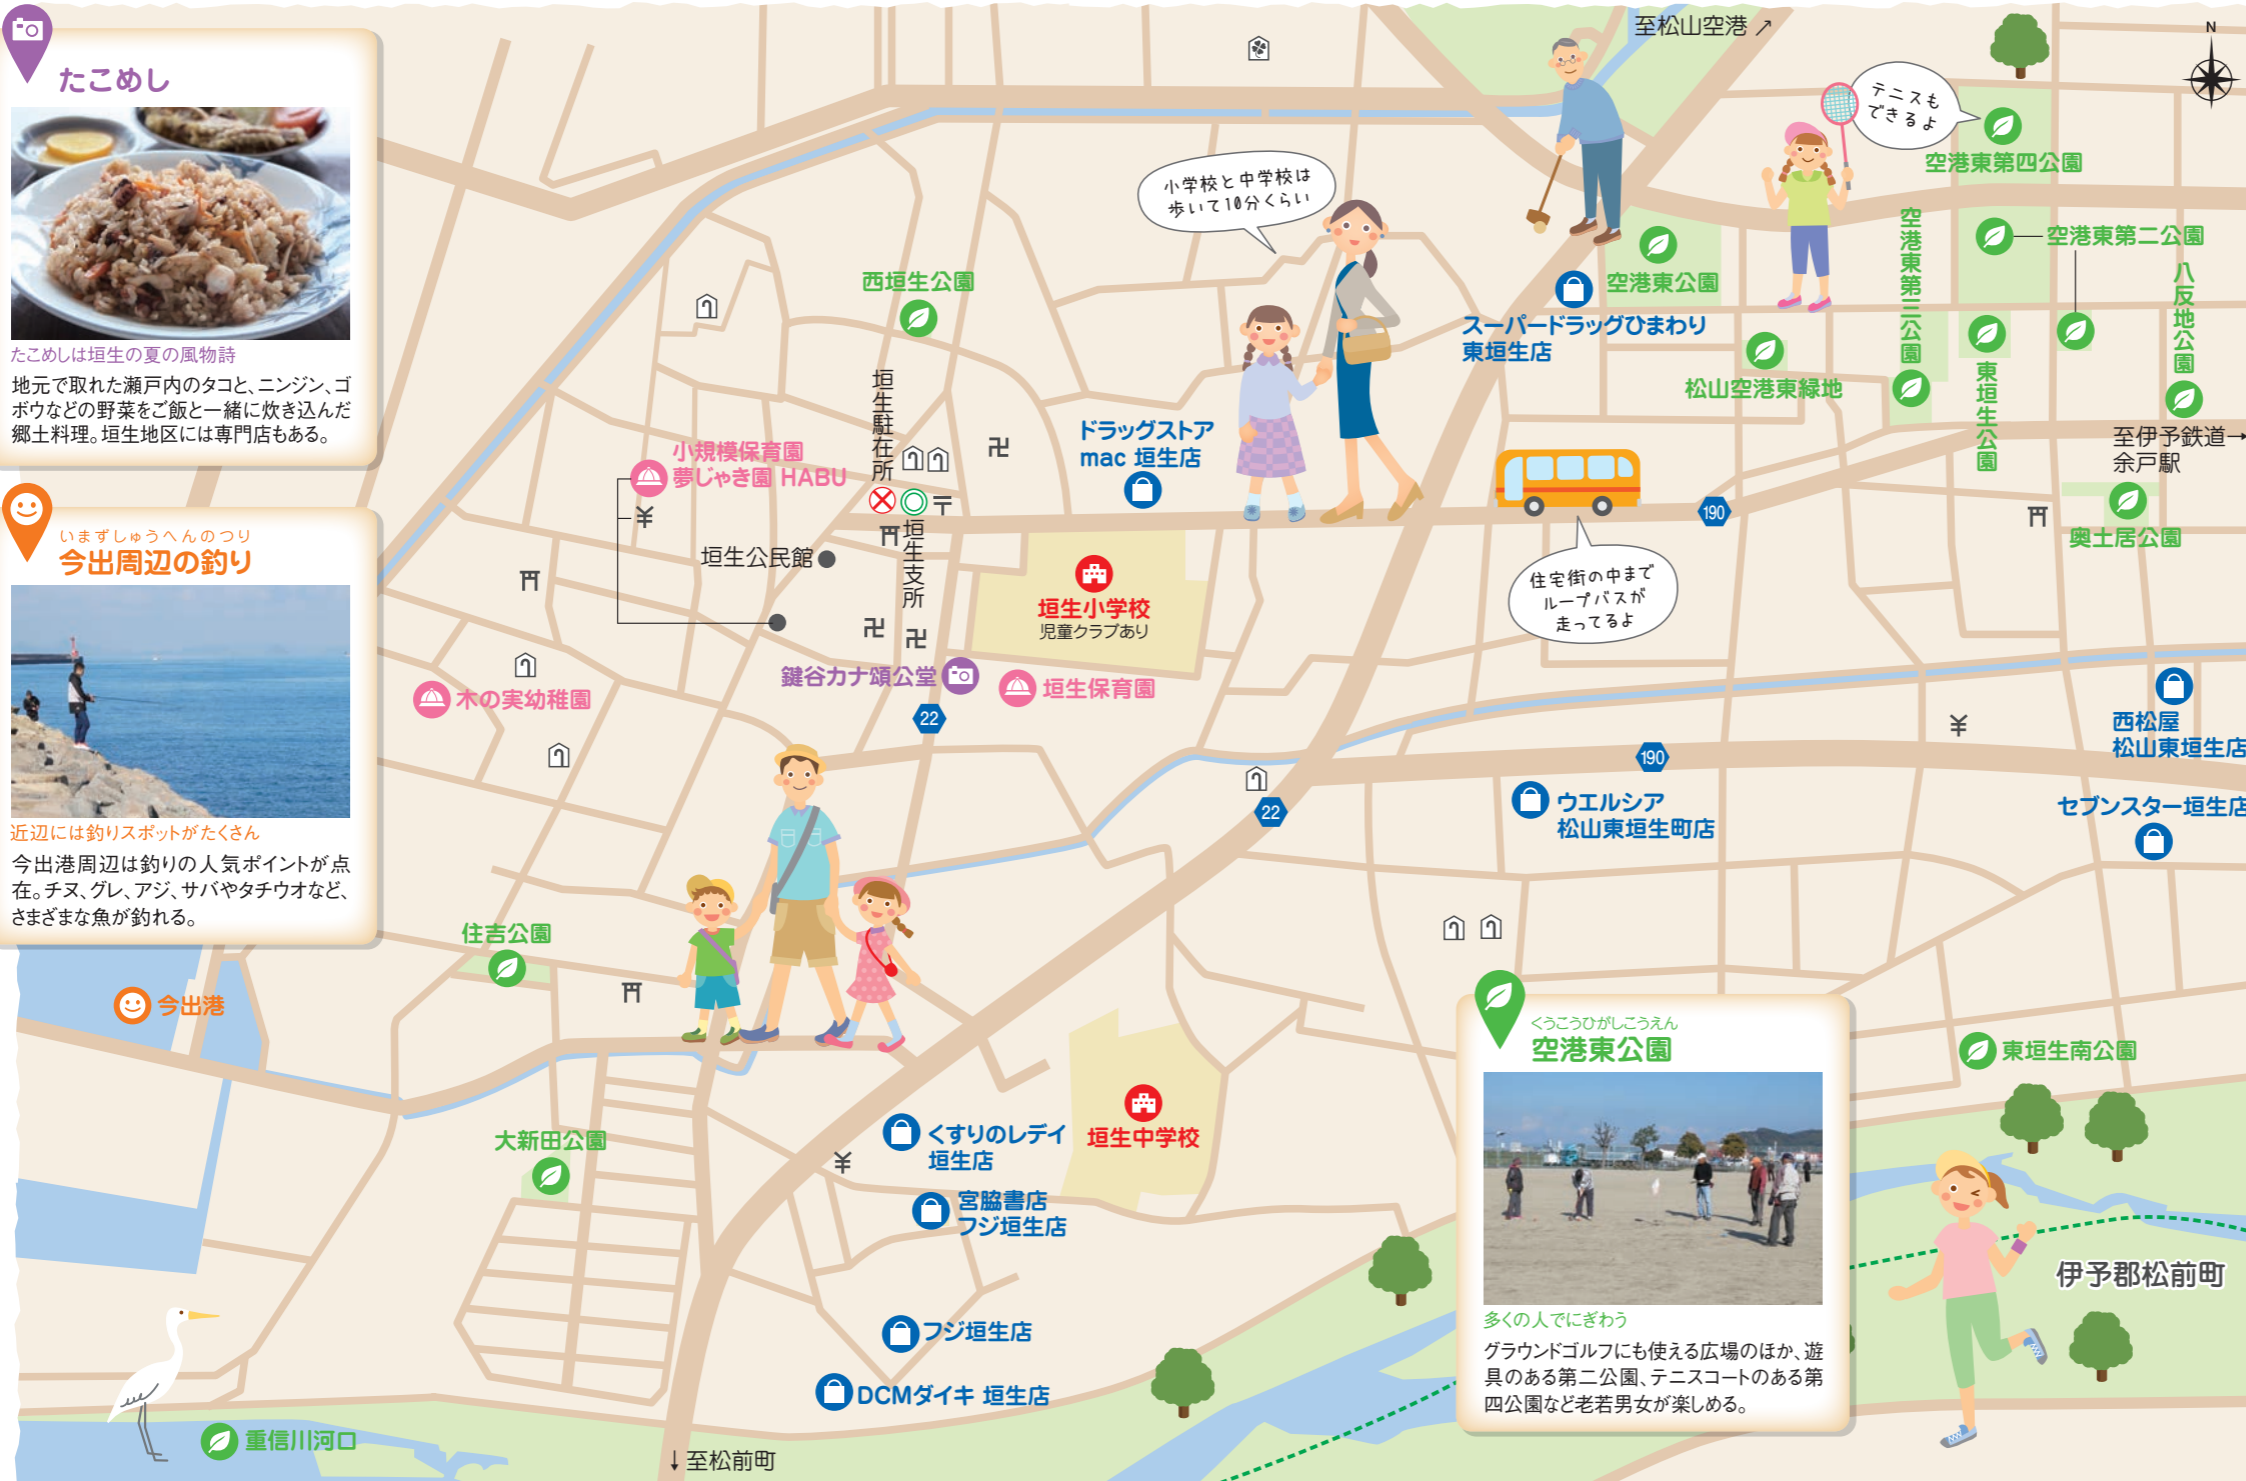 たこめし
たこめしは垣生の夏の風物詩
地元で取れた瀬戸内のタコと、ニンジン、ゴ
ボウなどの野菜をご飯と一緒に炊き込んだ
郷土料理。垣生地区には専門店もある。
いまずしゅうへんのつり
今出周辺の釣り
近辺には釣りスポットがたくさん
今出港周辺は釣りの人気ポイントが点
在。チヌ、グレ、アジ、サバやタチウオなど、
さまざまな魚が釣れる。
今出港
至松山空港↗
N
テニスも
できるよ
空港東第四公園
小学校と中学校は
歩いて10分くらい
空港東第二公園
空港東第三公園
八反地公園
西垣生公園
空港東公園
スーパードラッグひまわり
東垣生店
松山空港東緑地
東垣生公園
垣生駐在所
ドラッグストア
mac 垣生店
至伊予鉄道→
余戸駅
小規模保育園
夢じゃき園 HABU
¥
〒
190
奥土居公園
垣生公民館
垣生支所
住宅街の中まで
ループバスが
走ってるよ
垣生小学校
児童クラブあり
鍵谷カナ頌公堂
垣生保育園
木の実幼稚園
22
西松屋
松山東垣生店
¥
190
22
ウエルシア
松山東垣生町店
セブンスター垣生店
住吉公園
くうこうひがしこうえん
空港東公園
多くの人でにぎわう
グラウンドゴルフにも使える広場のほか、遊
具のある第二公園、テニスコートのある第
四公園など老若男女が楽しめる。
東垣生南公園
大新田公園
¥
くすりのレデイ
垣生店
垣生中学校
宮脇書店
フジ垣生店
伊予郡松前町
フジ垣生店
DCMダイキ 垣生店
重信川河口
↓至松前町